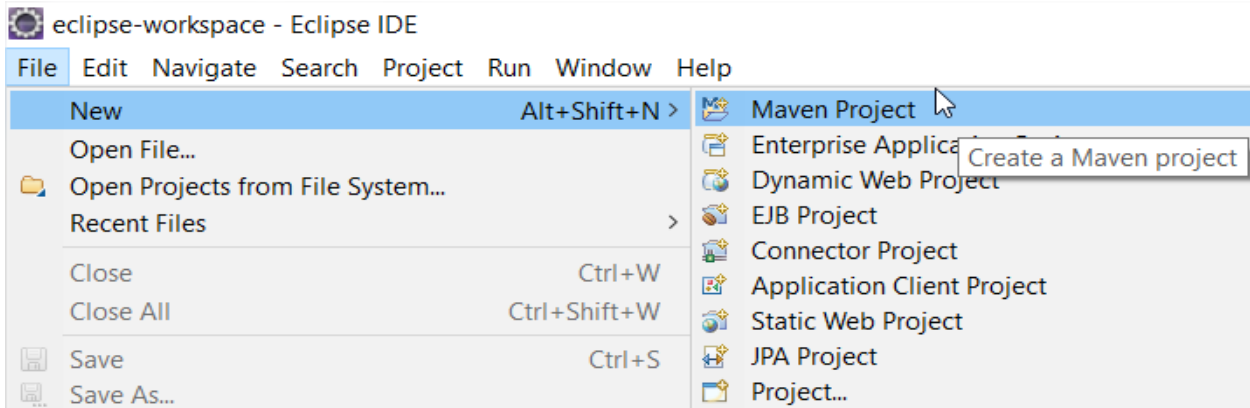 eclipse-workspace - Eclipse IDE
File Edit Navigate Search Project Run Window Help
New Alt+Shift+N >
Open File...
Open Projects from File System...
Recent Files >
Close Ctrl+W
Close All Ctrl+Shift+W
Save Ctrl+S
Save As...
Maven Project
Enterprise
Create a Maven project
Dynamic Web Project
EJB Project
Connector Project
Application Client Project
Static Web Project
JPA Project
Project...